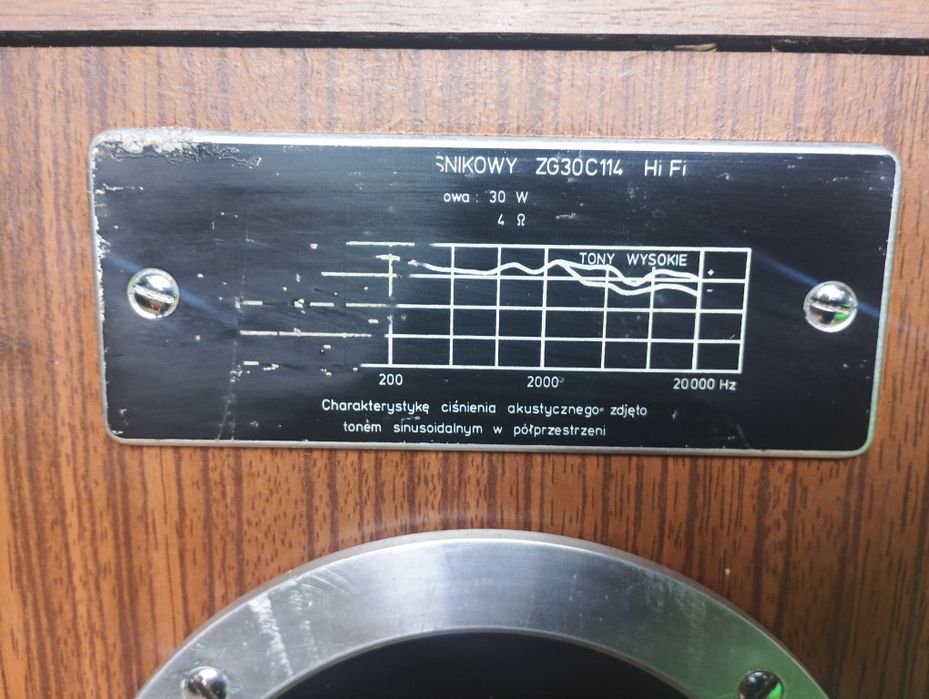 ŚNIKOWY ZG30C114 Hi Fi
owa: 30 W
4 Ω
TONY WYSOKIE
+
-
200 2000 20000 Hz
Charakterystykę ciśnienia akustycznego zdjęto
tonem sinusoidalnym w półprzestrzeni